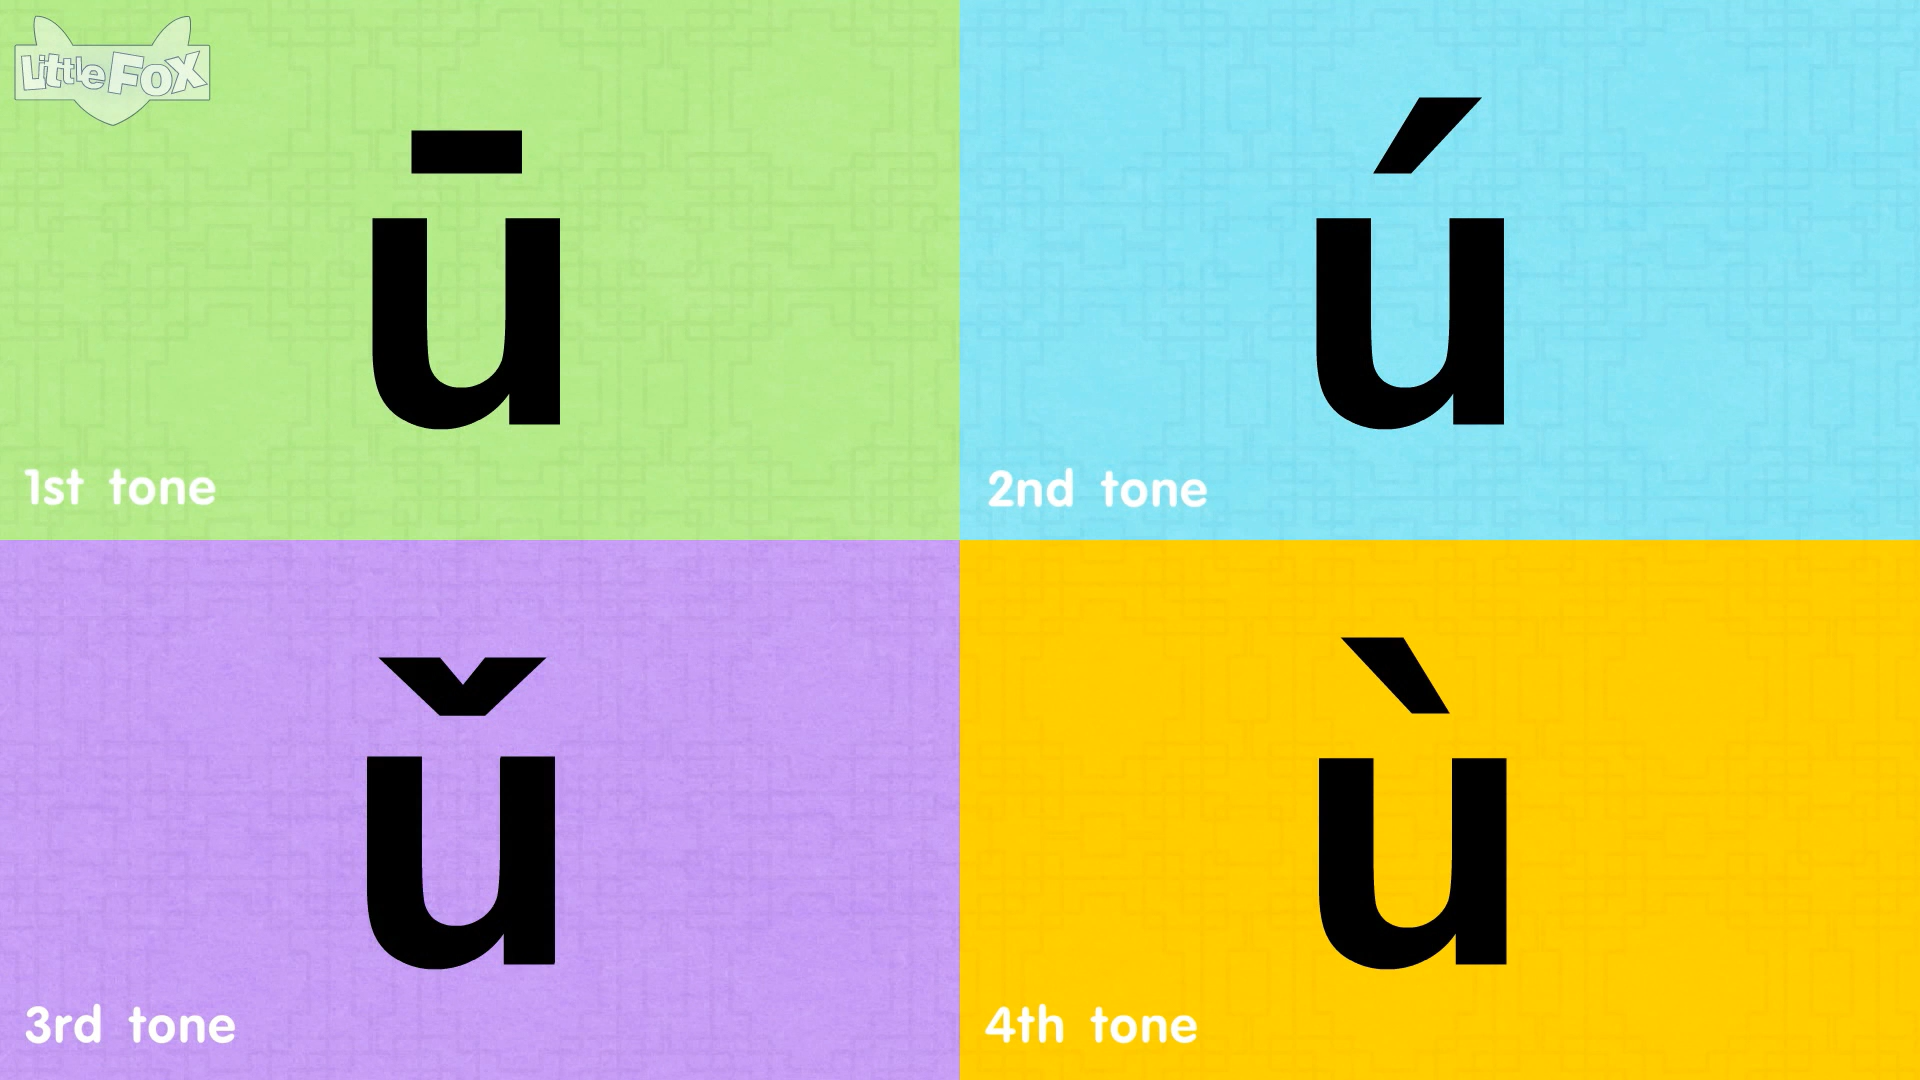 Little Fox
ū
1st tone
ú
2nd tone
ǔ
3rd tone
ù
4th tone